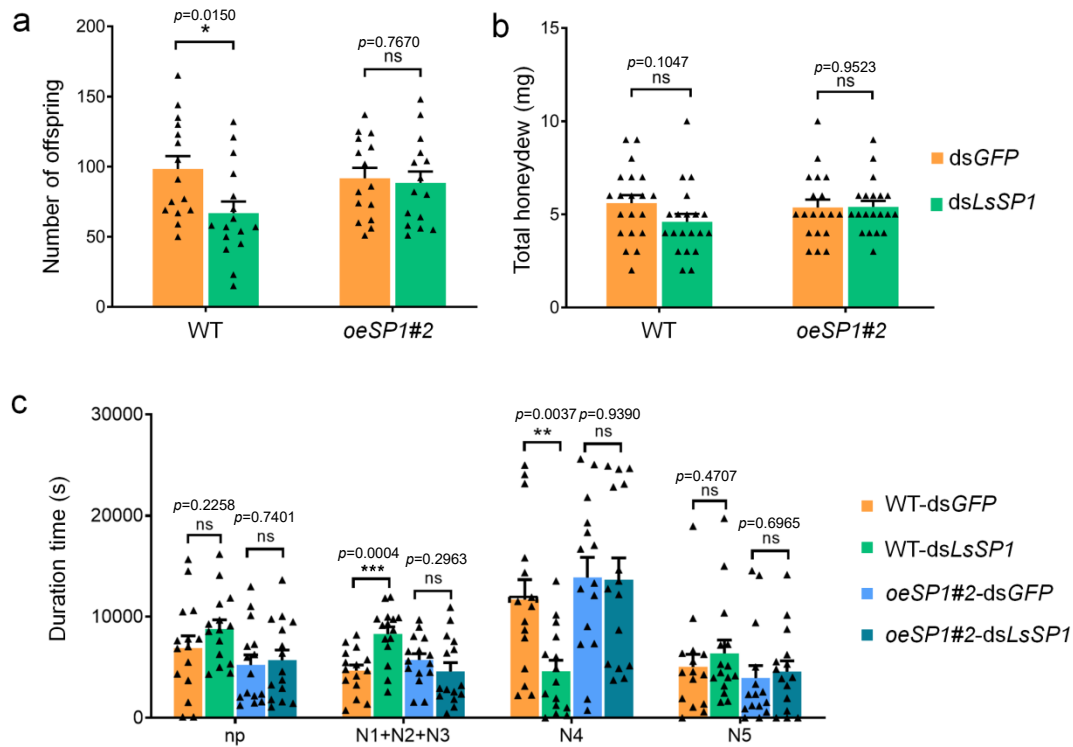 a
Number of offspring
200
150
100
50
0
p=0.0150
*
p=0.7670
ns
WT
oeSP1#2
b
Total honeydew (mg)
15
10
5
0
p=0.1047
ns
p=0.9523
ns
WT
oeSP1#2
dsGFP
dsLsSP1
c
Duration time (s)
30000
20000
10000
0
p=0.2258
ns
p=0.7401
ns
p=0.0004
***
p=0.2963
ns
p=0.0037
**
p=0.9390
ns
p=0.4707
ns
p=0.6965
ns
np
N1+N2+N3
N4
N5
WT-dsGFP
WT-dsLsSP1
oeSP1#2-dsGFP
oeSP1#2-dsLsSP1